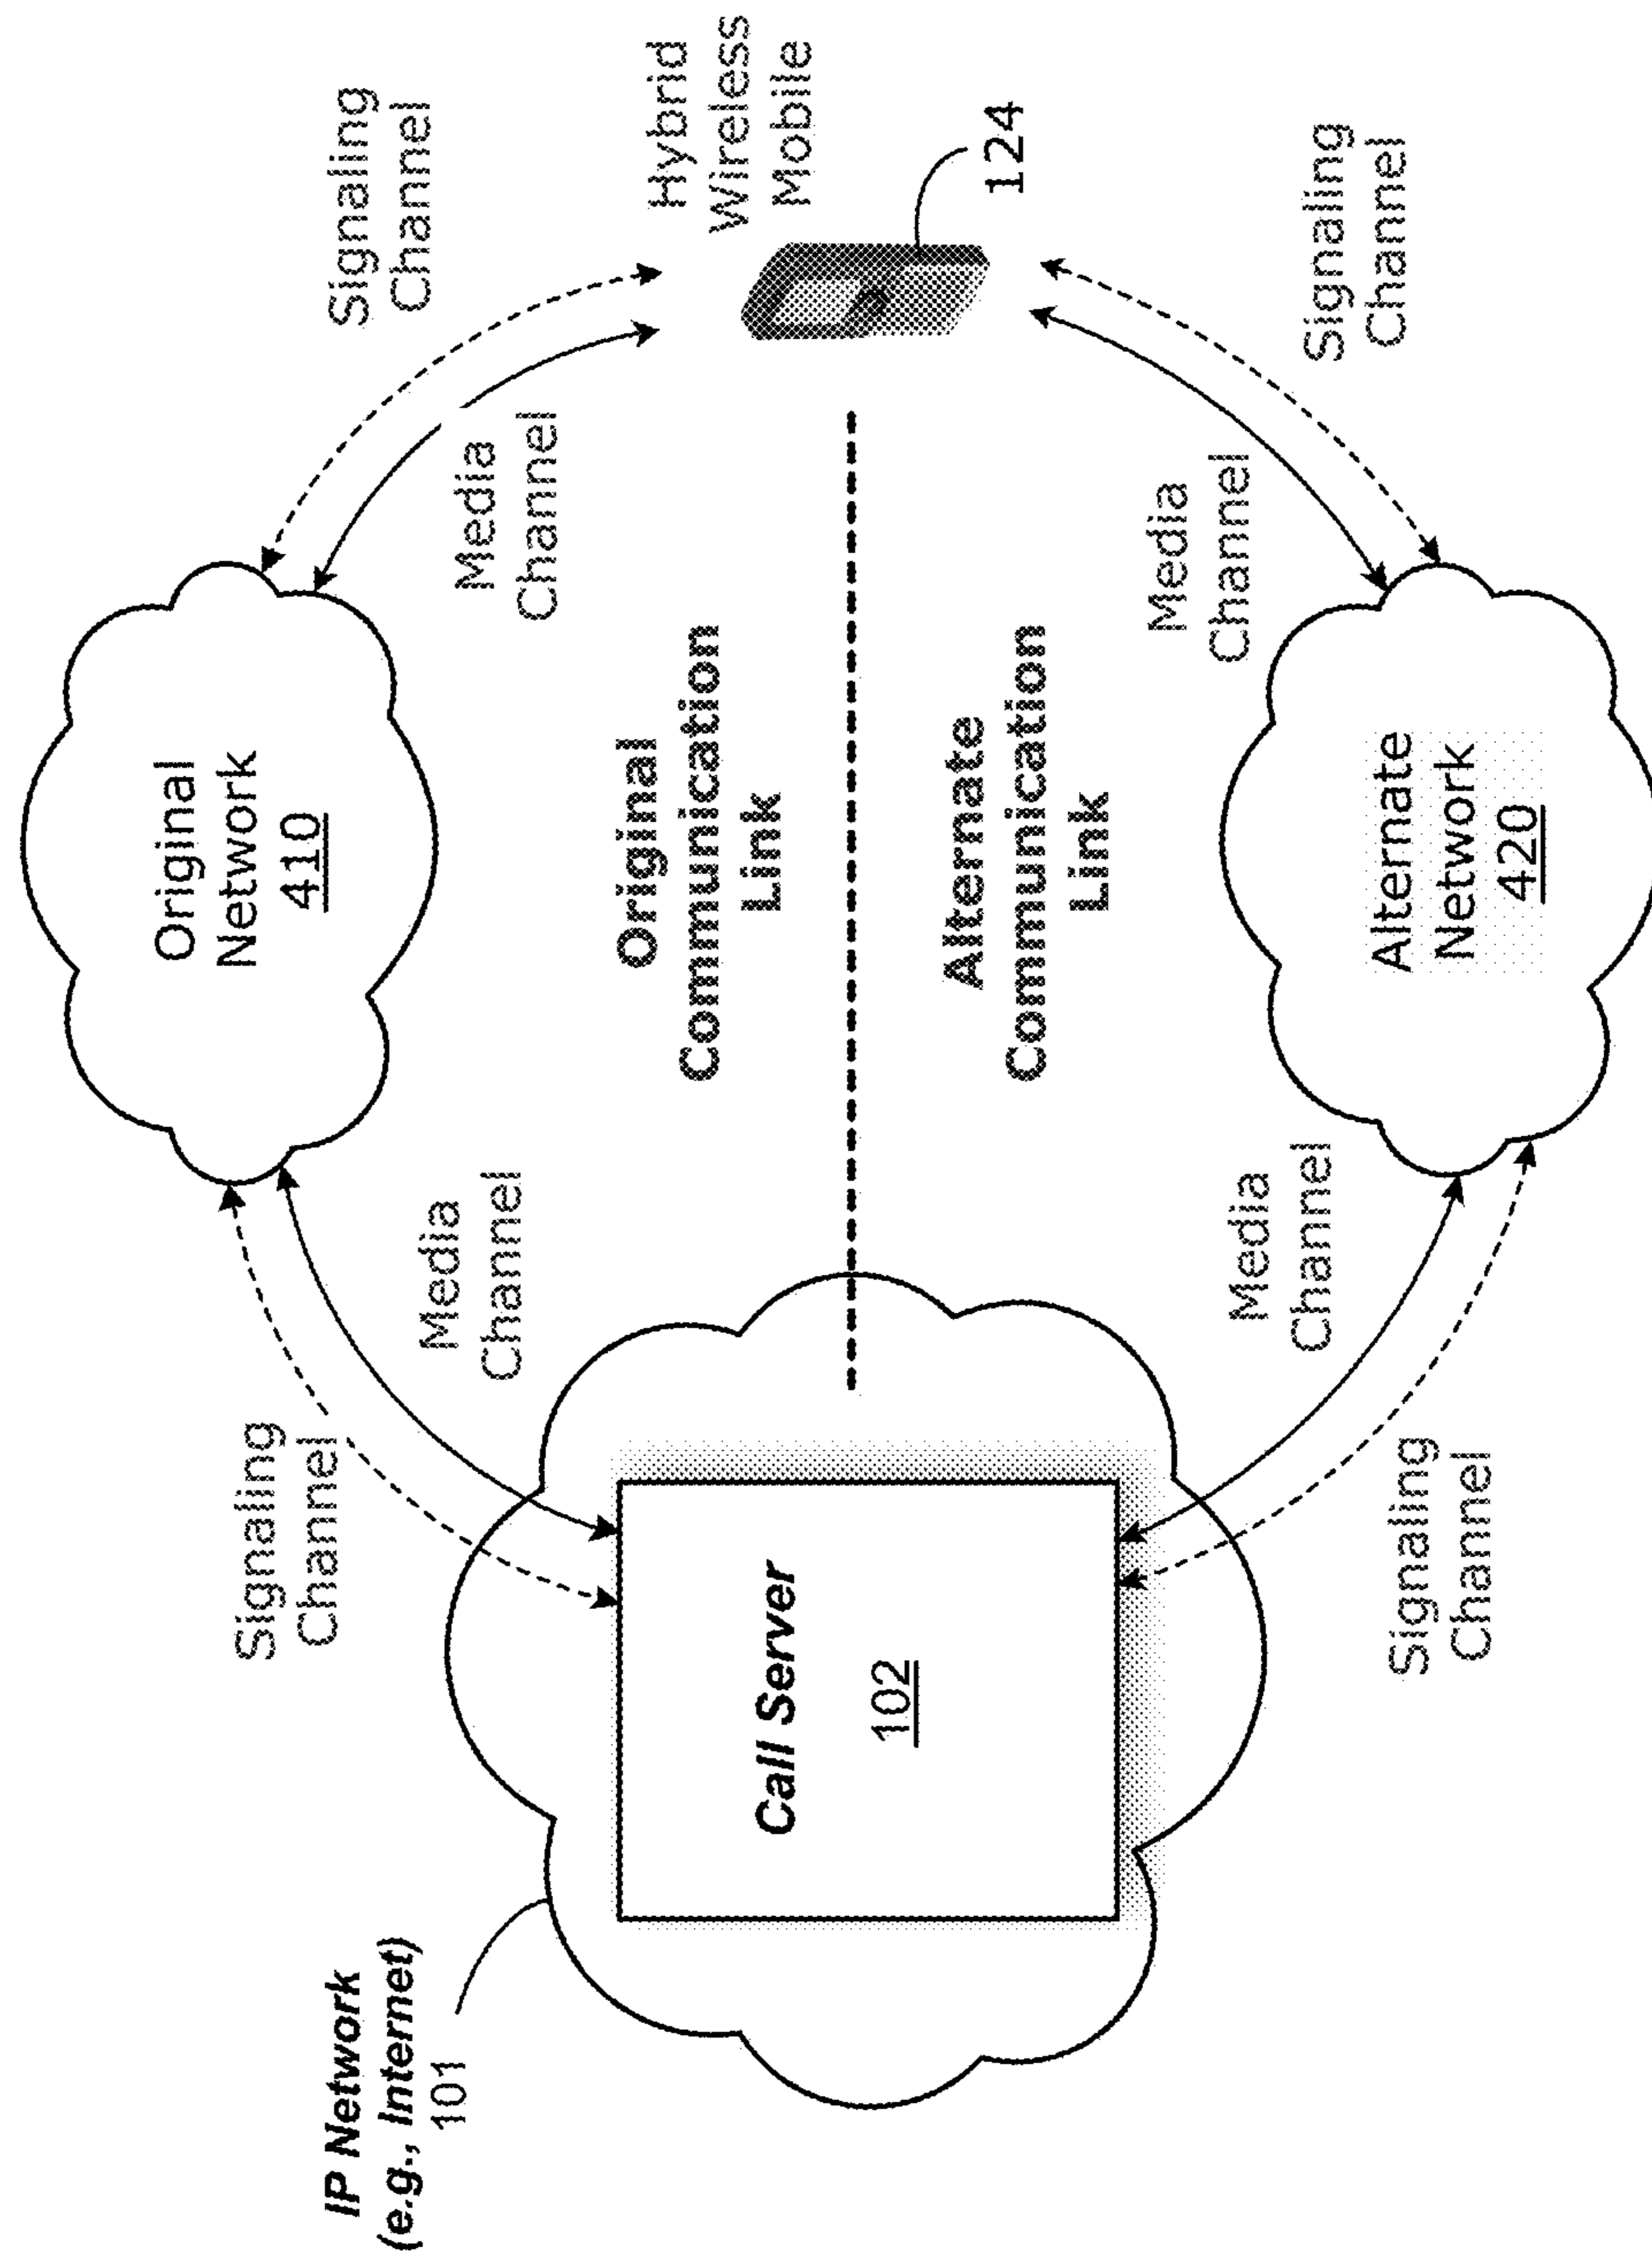 IP Network
(e.g., Internet)
101
Call Server
102
Signaling
Channel
Media
Channel
Original
Network
410
Media
Channel
Signaling
Channel
Original
Communication
Link
Alternate
Communication
Link
Hybrid
Wireless
Mobile
124
Signaling
Channel
Media
Channel
Alternate
Network
420
Media
Channel
Signaling
Channel